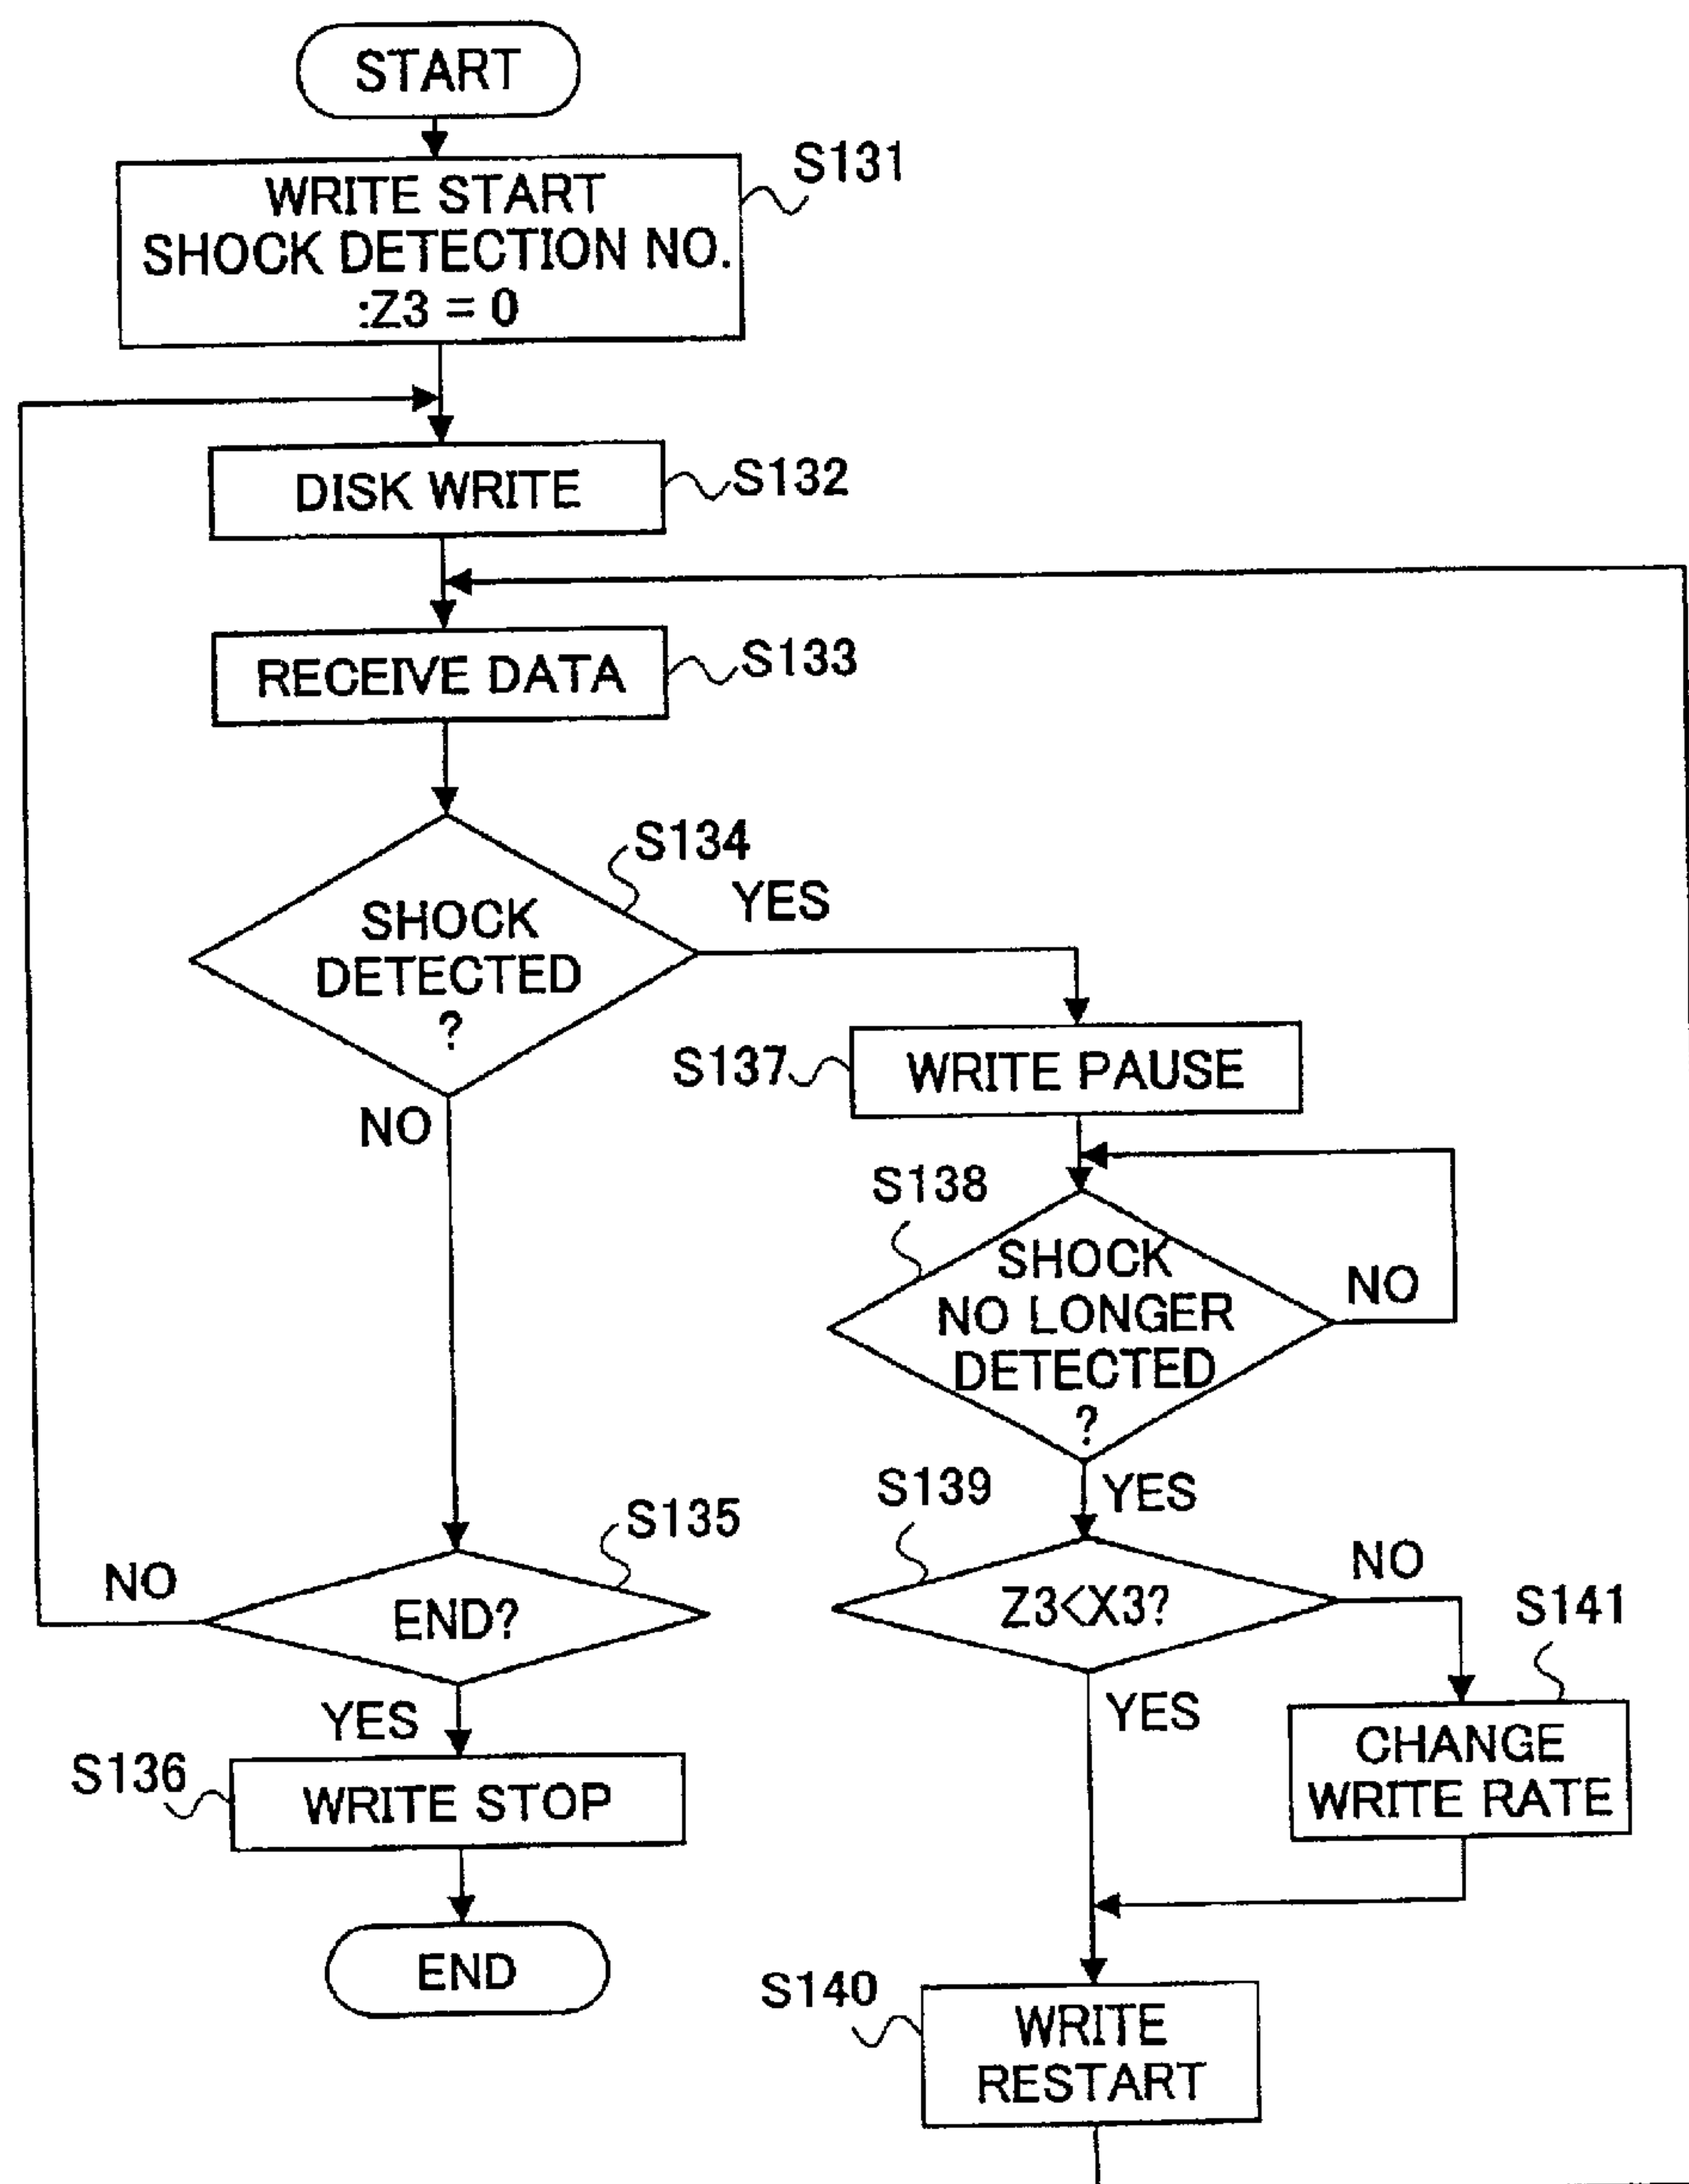 START
S131
WRITE START
SHOCK DETECTION NO.
:Z3 = 0
DISK WRITE
S132
RECEIVE DATA
S133
S134
YES
SHOCK
DETECTED
?
NO
S137
WRITE PAUSE
S138
SHOCK
NO LONGER
DETECTED
?
NO
YES
S139
Z3<X3?
NO
YES
S141
CHANGE
WRITE RATE
S135
NO
END?
YES
S136
WRITE STOP
END
S140
WRITE
RESTART